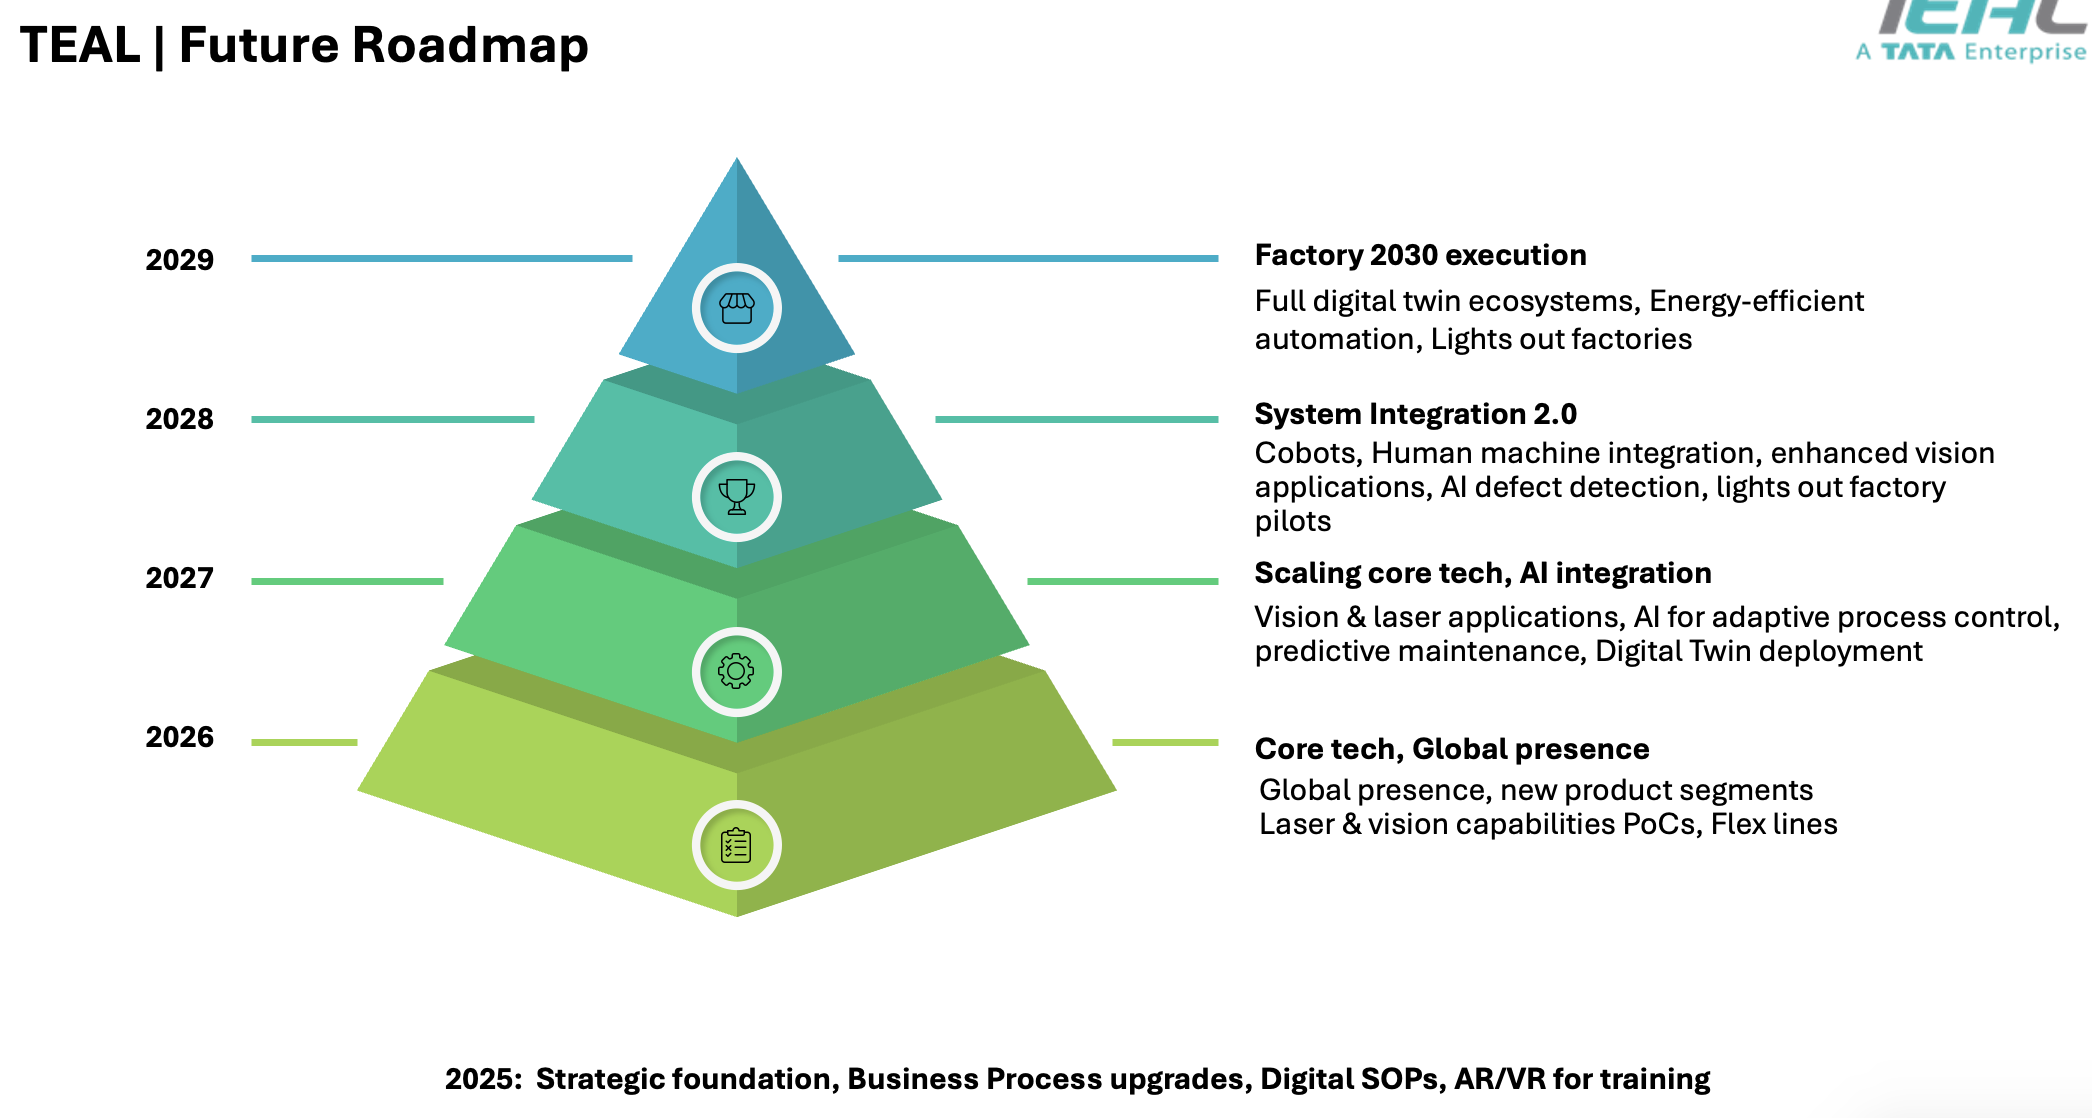 TEAL | Future Roadmap
TEAL
A TATA Enterprise
2029
Factory 2030 execution
Full digital twin ecosystems, Energy-efficient
automation, Lights out factories
2028
System Integration 2.0
Cobots, Human machine integration, enhanced vision
applications, AI defect detection, lights out factory
pilots
2027
Scaling core tech, AI integration
Vision & laser applications, AI for adaptive process control,
predictive maintenance, Digital Twin deployment
2026
Core tech, Global presence
Global presence, new product segments
Laser & vision capabilities PoCs, Flex lines
2025: Strategic foundation, Business Process upgrades, Digital SOPs, AR/VR for training